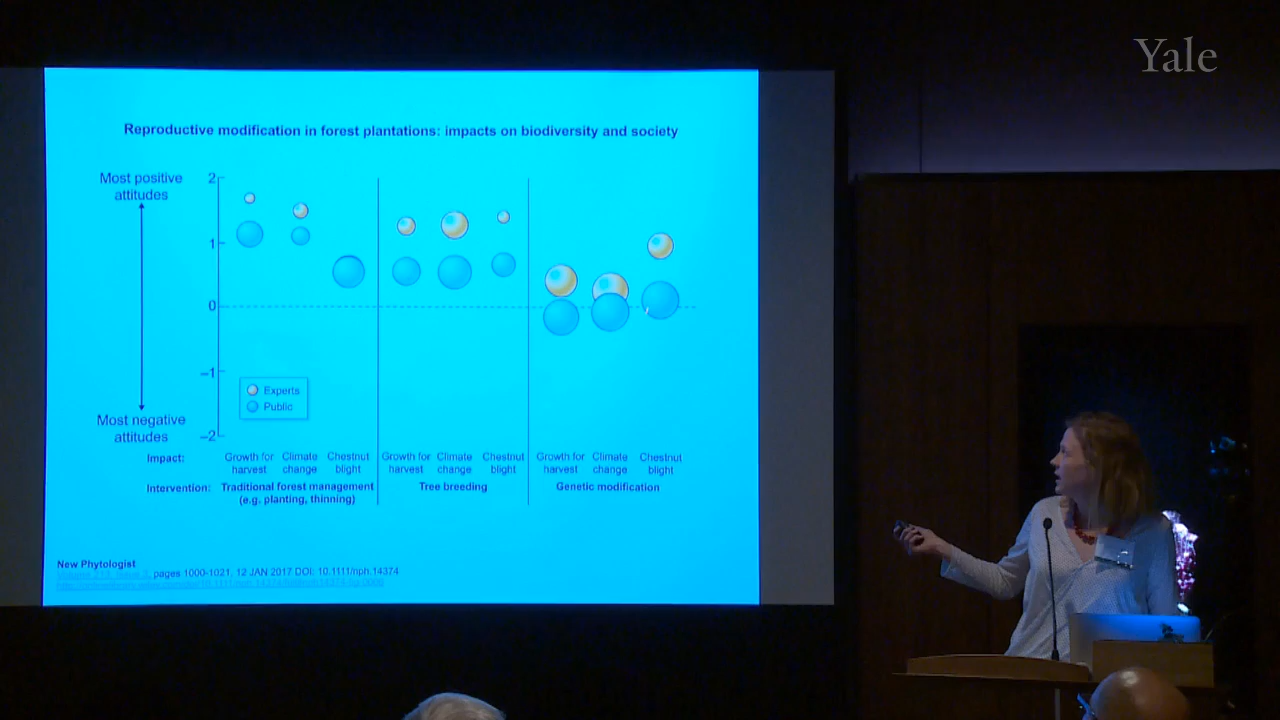 Yale
Reproductive modification in forest plantations: impacts on biodiversity and society
Most positive
attitudes
2
1
0
–1
–2
Experts
Public
Most negative
attitudes
Impact:
Growth for
harvest
Climate
change
Chestnut
blight
Growth for
harvest
Climate
change
Chestnut
blight
Growth for
harvest
Climate
change
Chestnut
blight
Intervention:
Traditional forest management
(e.g. planting, thinning)
Tree breeding
Genetic modification
New Phytologist
pages 1000-1021, 12 JAN 2017 DOI: 10.1111/nph.14374